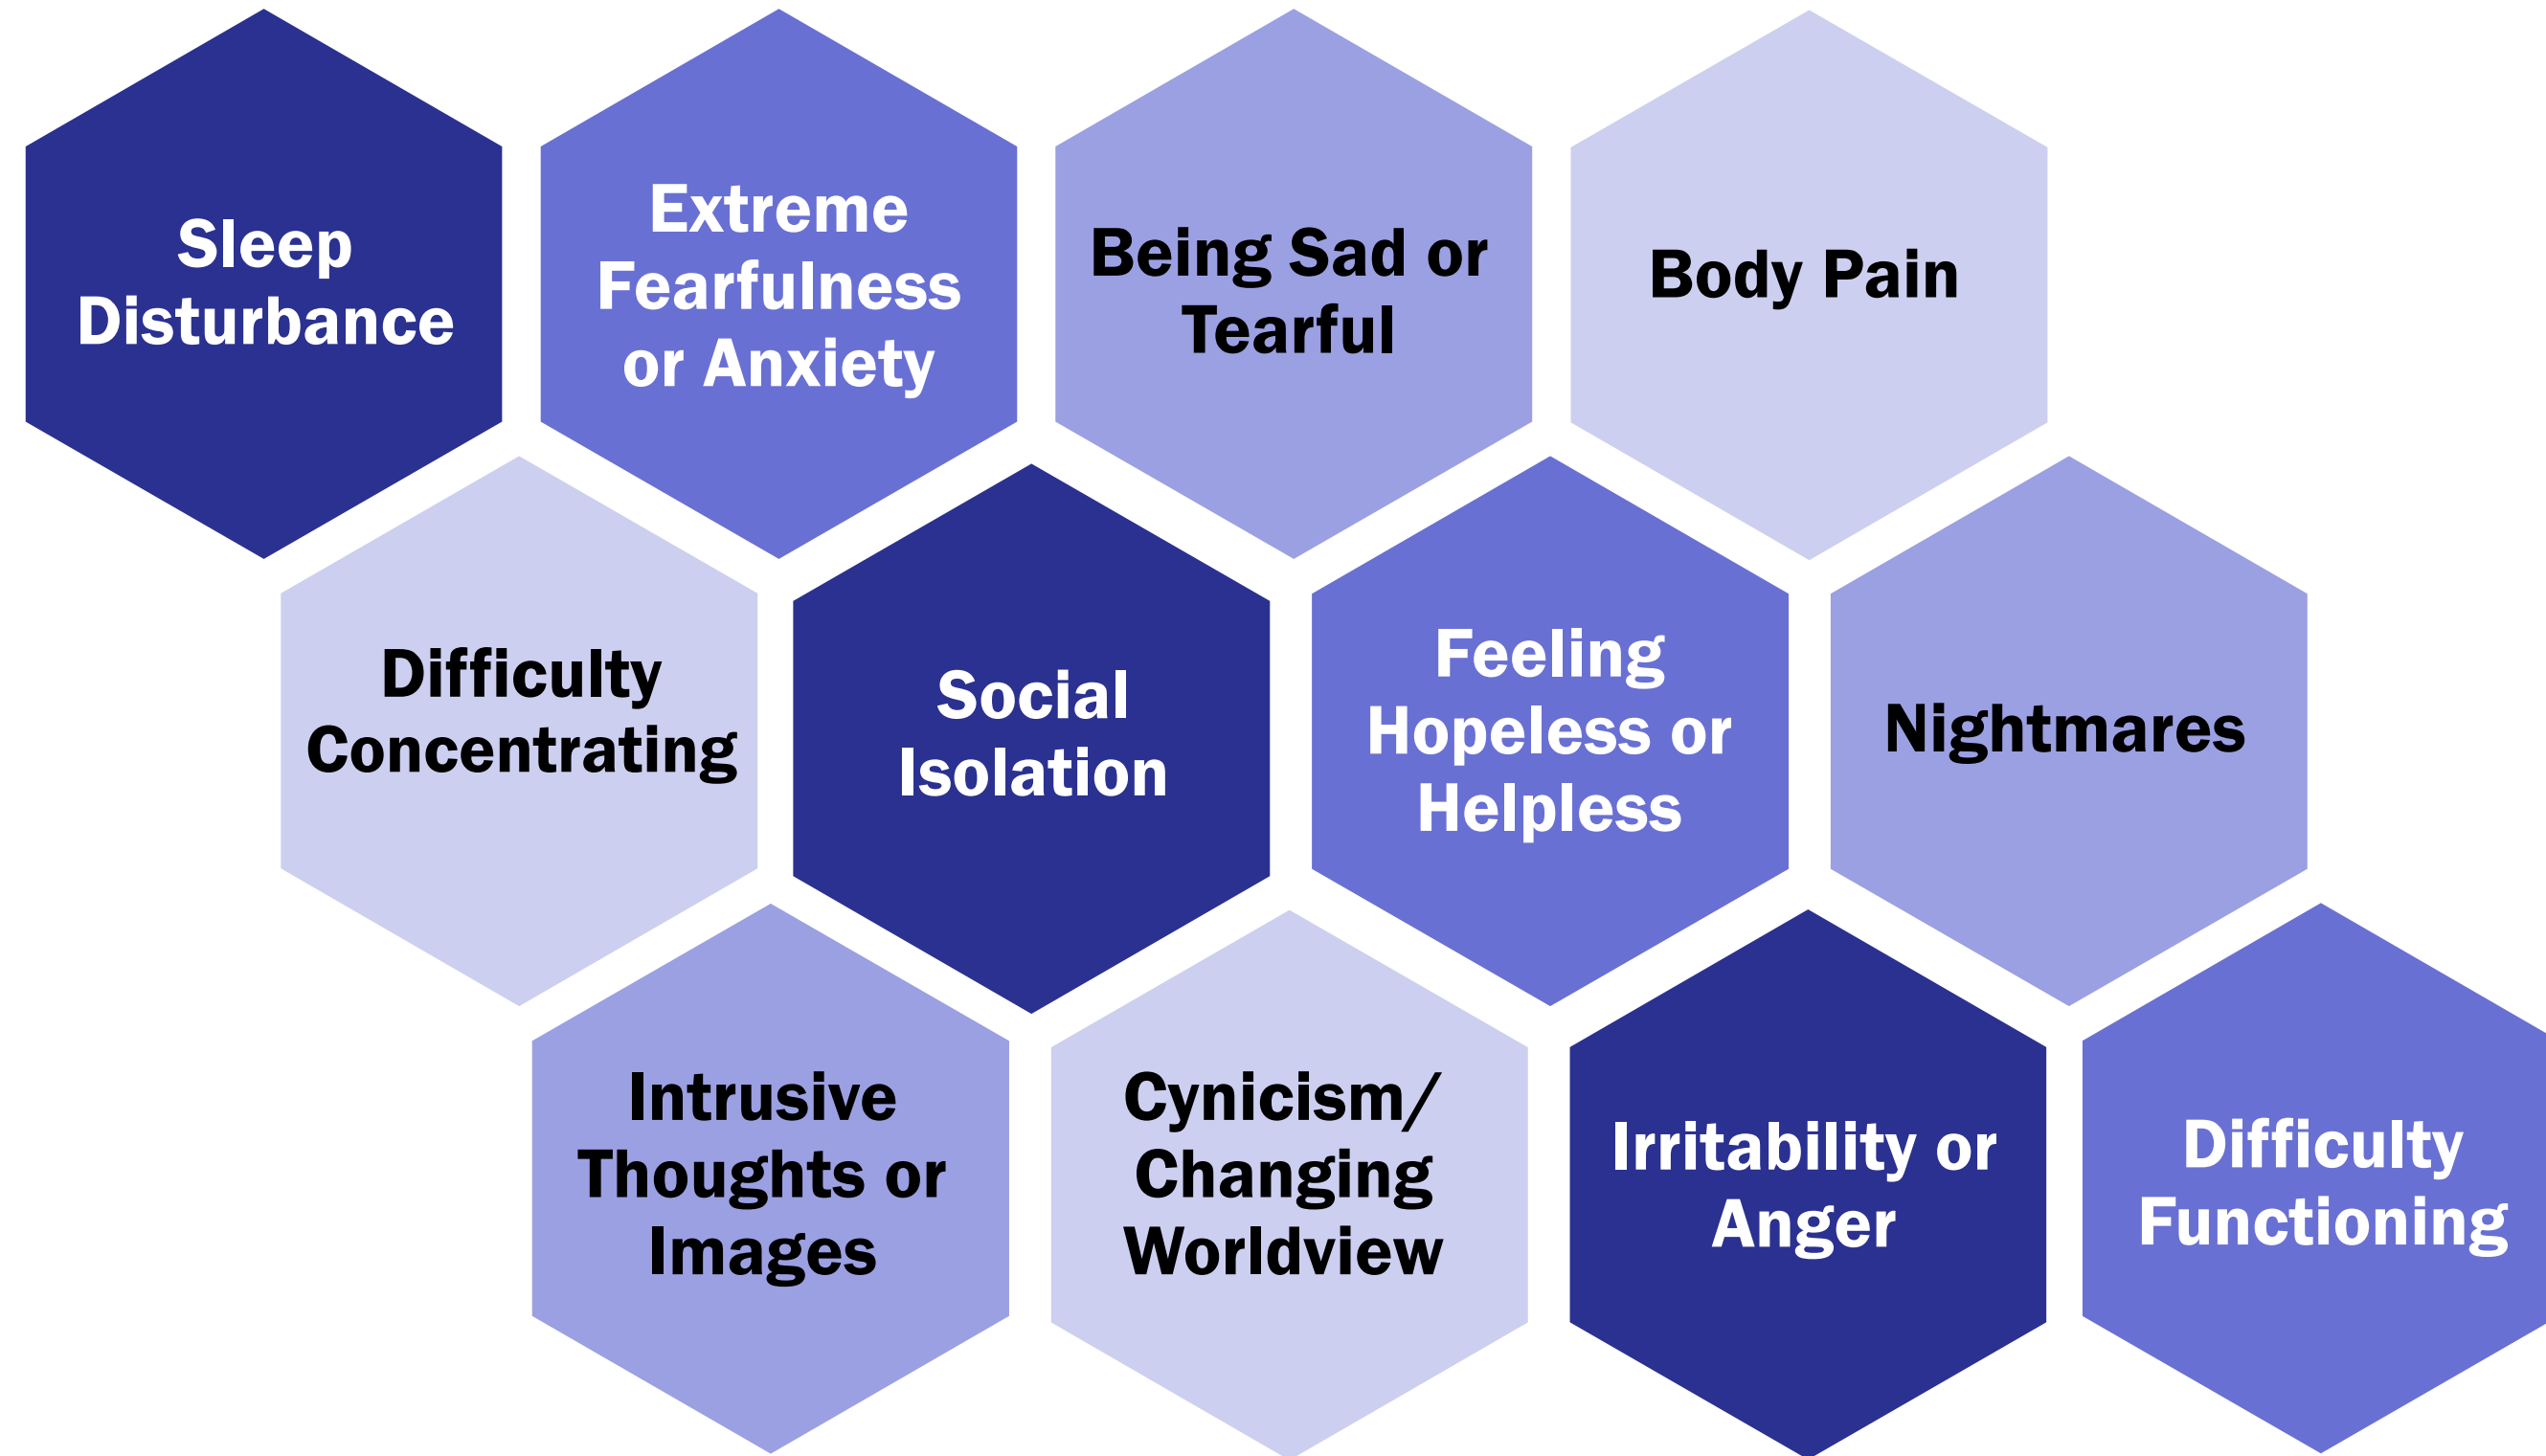 Sleep
Disturbance
Extreme
Fearfulness
or Anxiety
Being Sad or
Tearful
Body Pain
Difficulty
Concentrating
Social
Isolation
Feeling
Hopeless or
Helpless
Nightmares
Intrusive
Thoughts or
Images
Cynicism/
Changing
Worldview
Irritability or
Anger
Difficulty
Functioning